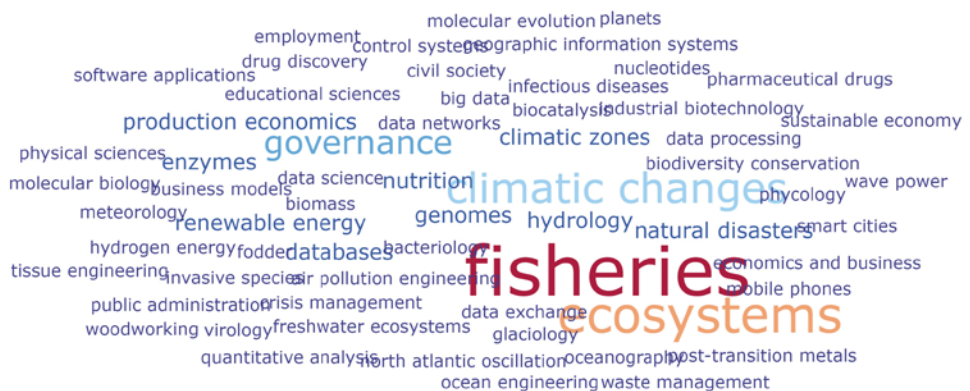 molecular evolution planets
employment
control systems geographic information systems
drug discovery
civil society nucleotides
software applications infectious diseases pharmaceutical drugs
educational sciences big data
biocatalysis industrial biotechnology
production economics data networks climatic zones data processing sustainable economy
governance
physical sciences enzymes biodiversity conservation
molecular biology business models data science nutrition climatic changes phycology wave power
biomass
meteorology renewable energy genomes hydrology natural disasters smart cities
hydrogen energy fodder databases bacteriology
tissue engineering invasive species air pollution engineering fisheries economics and business
mobile phones
public administration crisis management data exchange ecosystems
woodworking virology freshwater ecosystems glaciology
quantitative analysis north atlantic oscillation oceanography post-transition metals
ocean engineering waste management